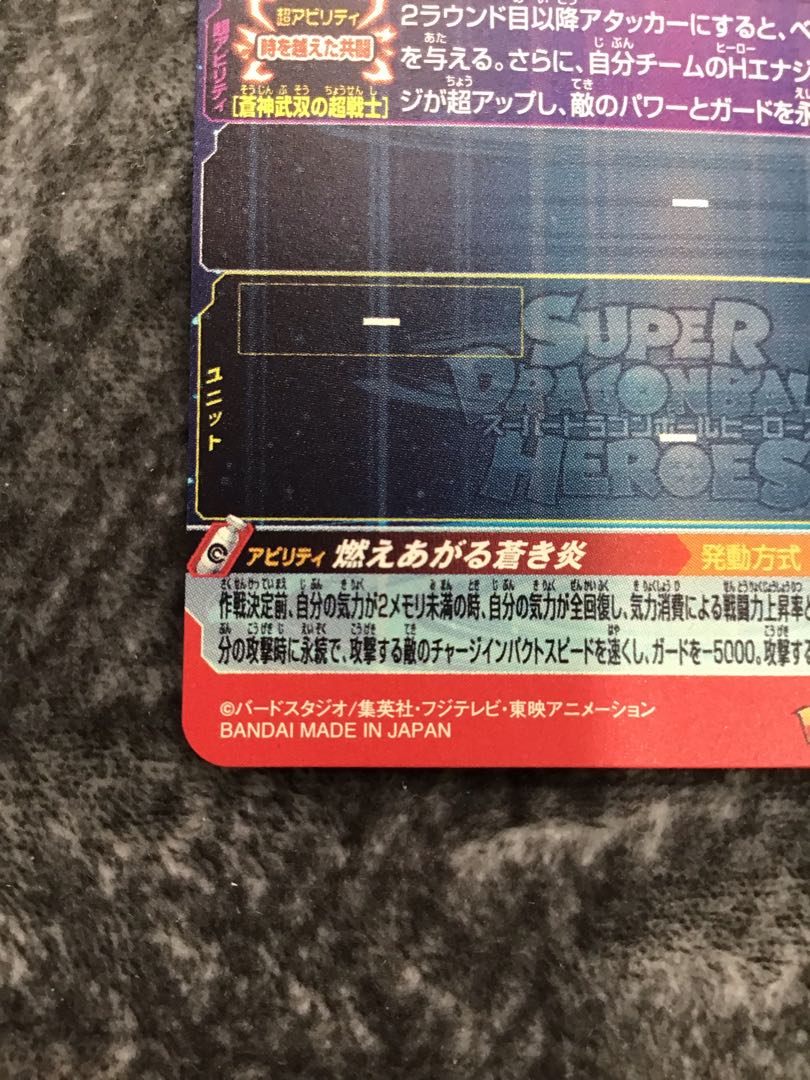 超アビリティ
超アビリティ
時を越えた共闘
[蒼神武双の超戦士]
2ラウンド目以降アタッカーにすると、ベ
を与える。さらに、自分チームのHエナジ
ジが超アップし、敵のパワーとガードを永
ー
ー
ユニット
ー
SUPER
DRAGONBA
スーパードラゴンボールヒーローズ
HEROES
アビリティ 燃えあがる蒼き炎 発動方式
作戦決定前、自分の気力が2メモリ未満の時、自分の気力が全回復し、気力消費による戦闘力上昇率と
分の攻撃時に永続で、攻撃する敵のチャージインパクトスピードを速くし、ガードを-5000。攻撃する
©バードスタジオ/集英社・フジテレビ・東映アニメーション
BANDAI MADE IN JAPAN